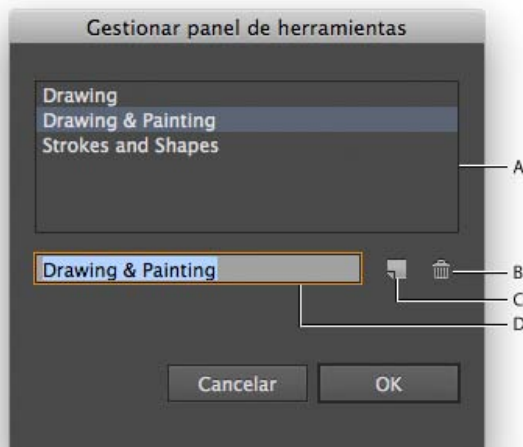 Gestionar panel de herramientas
Drawing
Drawing & Painting
Strokes and Shapes
A
Drawing & Painting
B
C
D
Cancelar
OK